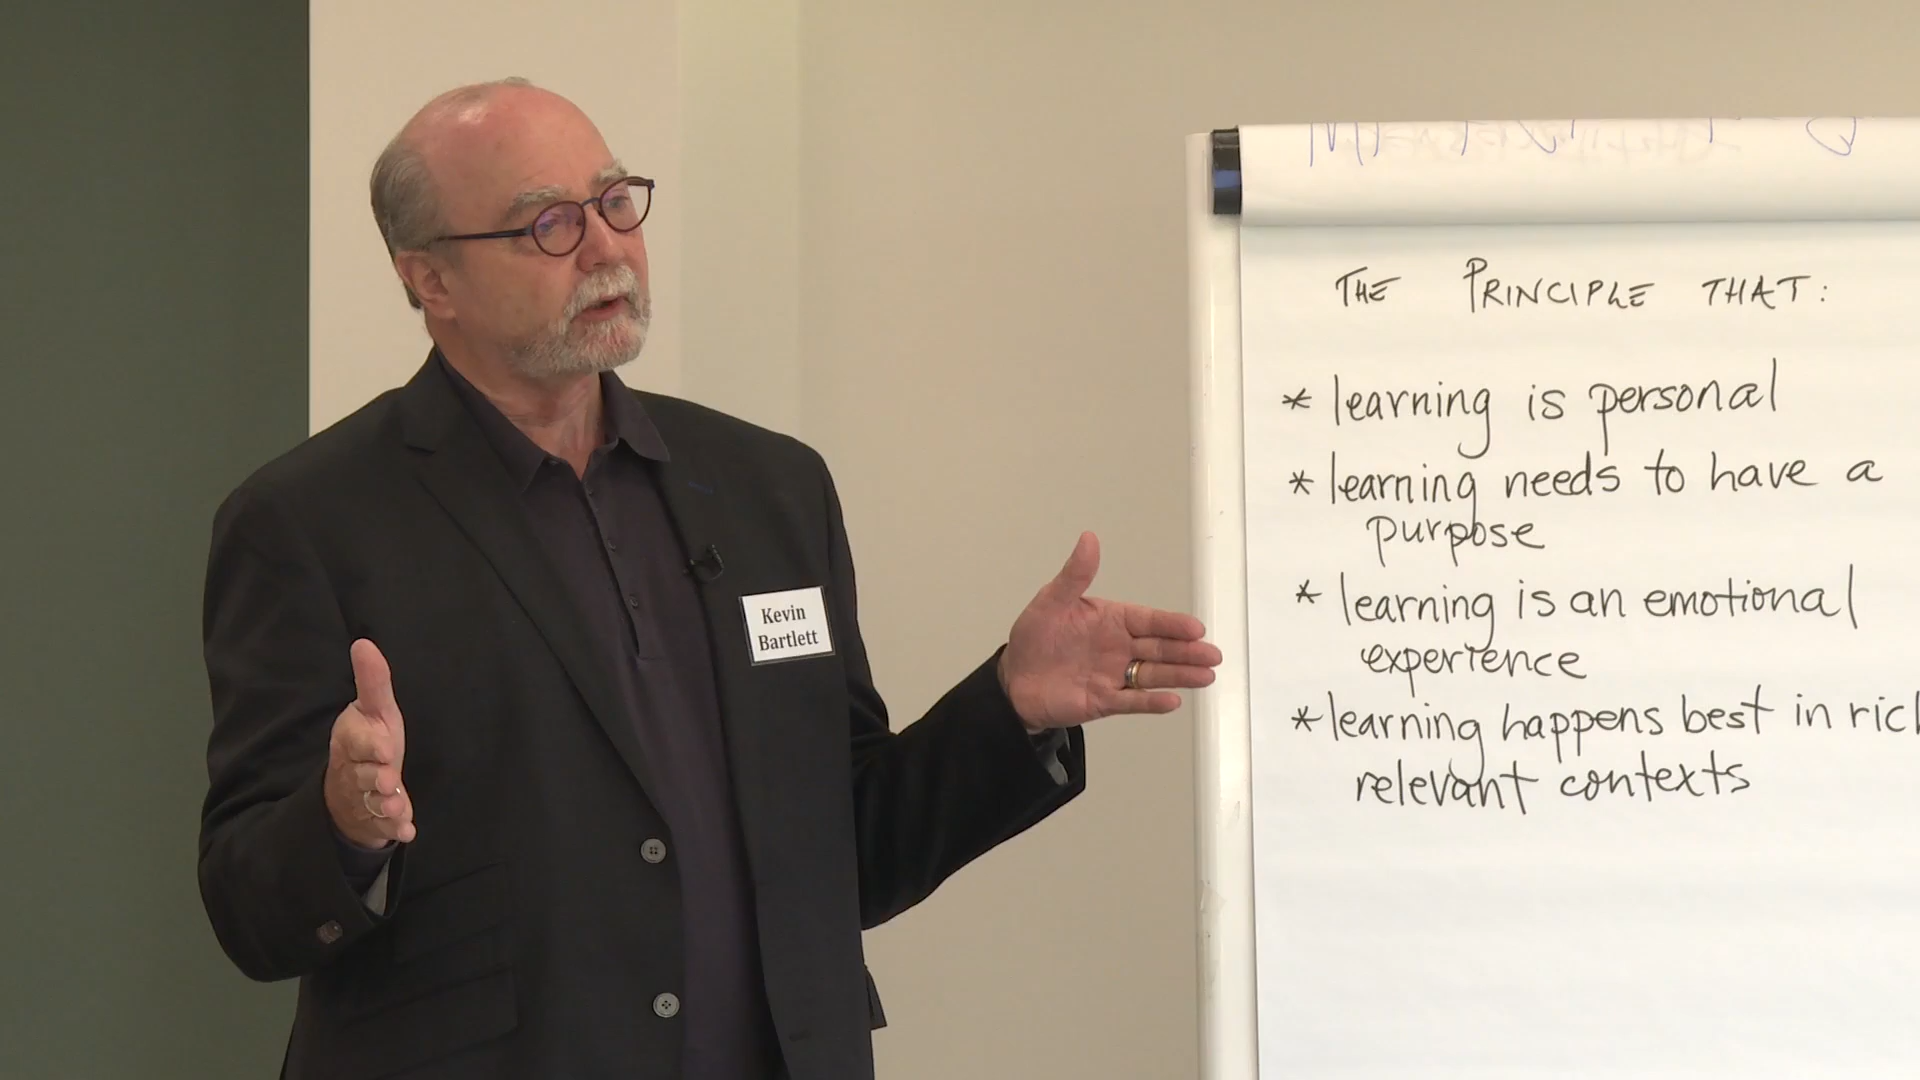 Kevin
Bartlett
THE PRINCIPLE THAT:
* learning is personal
* learning needs to have a
purpose
* learning is an emotional
experience
* learning happens best in
relevant contexts